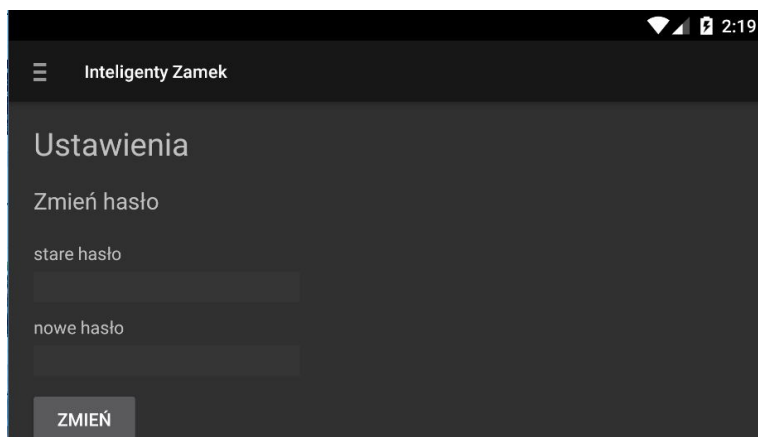 2:19
Inteligenty Zamek
Ustawienia
Zmień hasło
stare hasło
nowe hasło
ZMIEŃ